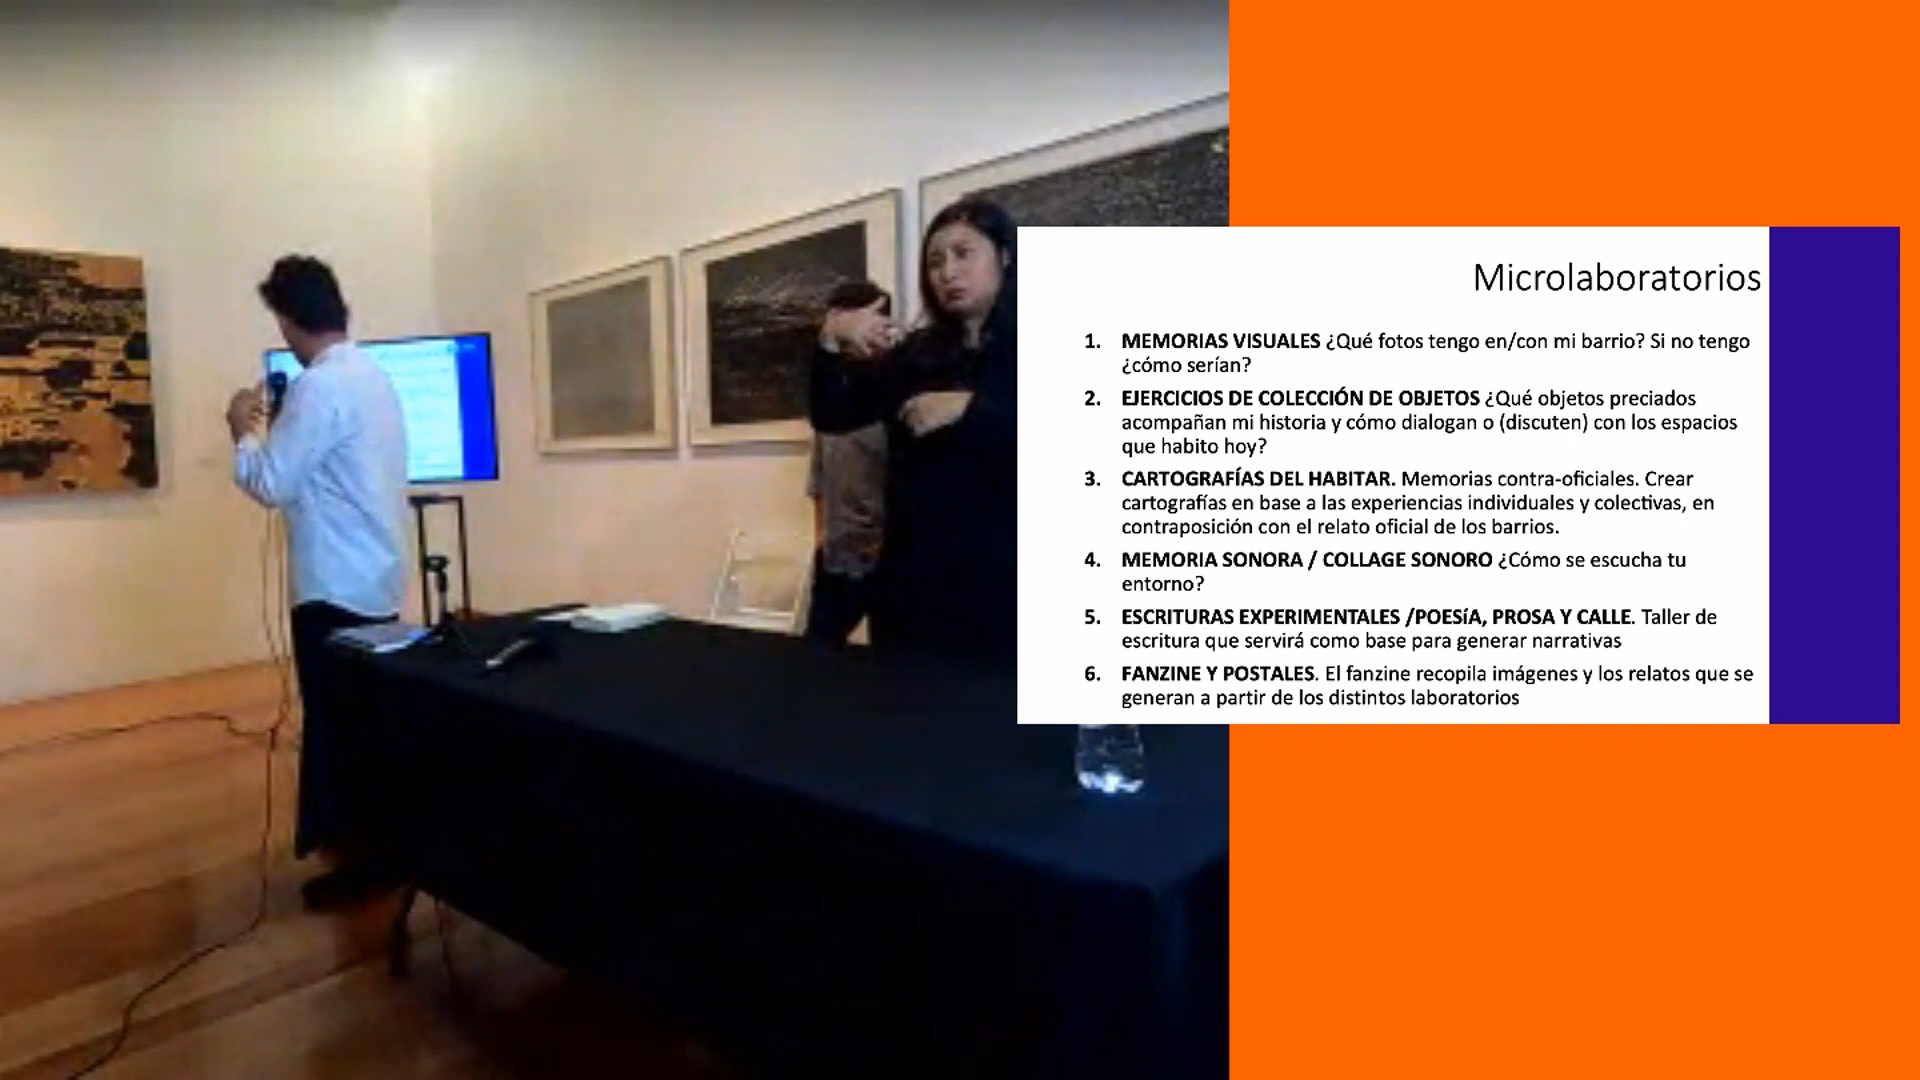 Microlaboratorios
1. MEMORIAS VISUALES ¿Qué fotos tengo en/con mi barrio? Si no tengo
¿cómo serían?
2. EJERCICIOS DE COLECCIÓN DE OBJETOS ¿Qué objetos preciados
acompañan mi historia y cómo dialogan o (discuten) con los espacios
que habito hoy?
3. CARTOGRAFÍAS DEL HABITAR. Memorias contra-oficiales. Crear
cartografías en base a las experiencias individuales y colectivas, en
contraposición con el relato oficial de los barrios.
4. MEMORIA SONORA / COLLAGE SONORO ¿Cómo se escucha tu
entorno?
5. ESCRITURAS EXPERIMENTALES /POESíA, PROSA Y CALLE. Taller de
escritura que servirá como base para generar narrativas
6. FANZINE Y POSTALES. El fanzine recopila imágenes y los relatos que se
generan a partir de los distintos laboratorios